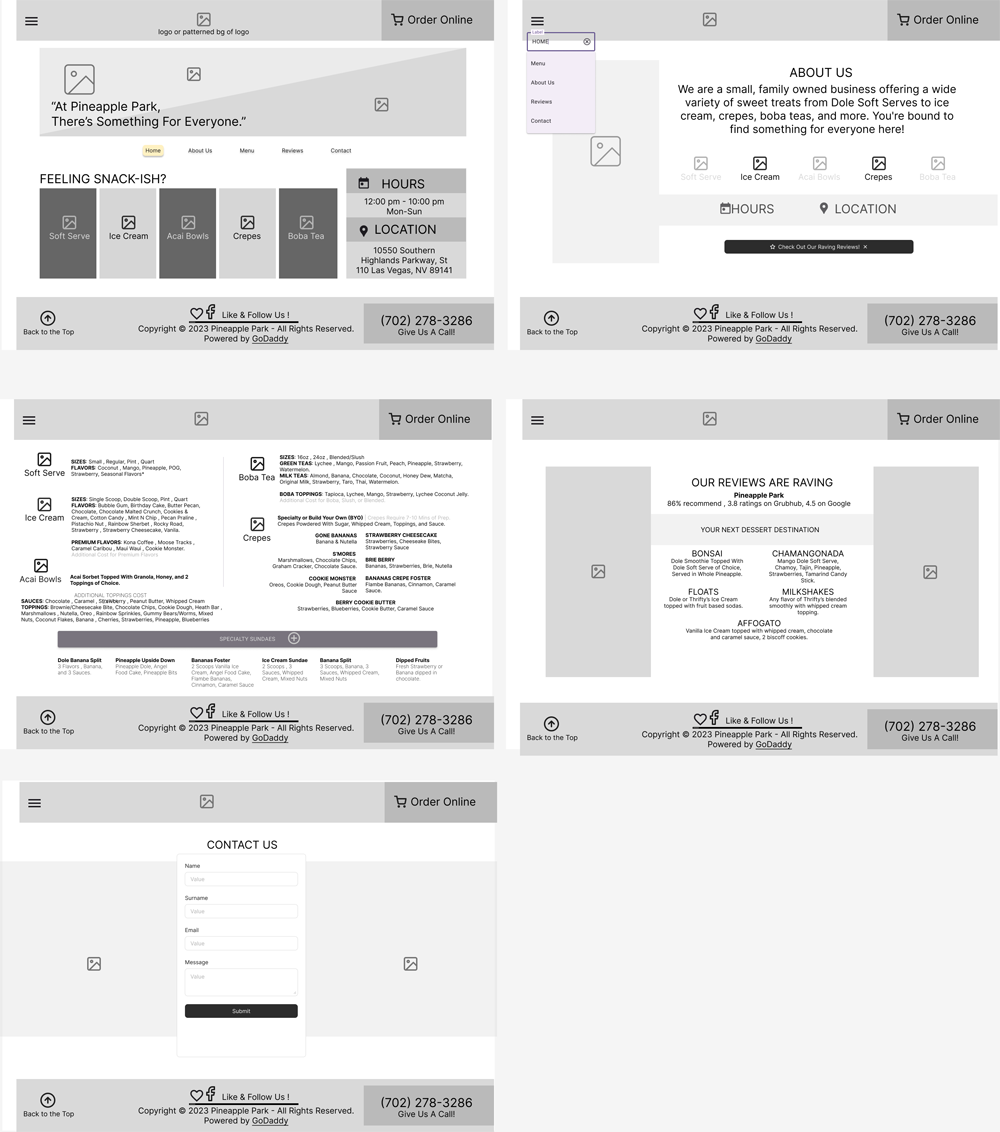 Order Online
logo or patterned bg of logo
“At Pineapple Park,
There’s Something For Everyone.”
Home About Us Menu Reviews Contact
FEELING SNACK-ISH?
Soft Serve Ice Cream Acai Bowls Crepes Boba Tea
HOURS
12:00 pm - 10:00 pm
Mon-Sun
LOCATION
10550 Southern
Highlands Parkway, St
110 Las Vegas, NV 89141
Back to the Top
Like & Follow Us !
Copyright © 2023 Pineapple Park - All Rights Reserved.
Powered by GoDaddy
(702) 278-3286
Give Us A Call!
Order Online
Label
HOME
Menu
About Us
Reviews
Contact
ABOUT US
We are a small, family owned business offering a wide
variety of sweet treats from Dole Soft Serves to ice
cream, crepes, boba teas, and more. You're bound to
find something for everyone here!
Soft Serve Ice Cream Acai Bowls Crepes Boba Tea
HOURS LOCATION
Check Out Our Raving Reviews!
Back to the Top
Like & Follow Us !
Copyright © 2023 Pineapple Park - All Rights Reserved.
Powered by GoDaddy
(702) 278-3286
Give Us A Call!
Order Online
Soft Serve
SIZES: Small , Regular, Pint , Quart
FLAVORS: Coconut , Mango, Pineapple, POG,
Strawberry, Seasonal Flavors*
Ice Cream
SIZES: Single Scoop, Double Scoop, Pint , Quart
FLAVORS: Bubble Gum, Birthday Cake, Butter Pecan,
Chocolate, Chocolate Malted Crunch, Cookies &
Cream, Cotton Candy , Mint N Chip , Pecan Praline ,
Pistachio Nut , Rainbow Sherbet , Rocky Road,
Strawberry , Strawberry Cheesecake, Vanila.
PREMIUM FLAVORS: Kona Coffee , Moose Tracks ,
Caramel Caribou , Maul Waui , Cookie Monster.
Additional Cost for Premium Flavors
Acai Bowls
Acai Sorbet Topped With Granola, Honey, and 2
Toppings of Choice.
ADDITIONAL TOPPINGS COST
SAUCES: Chocolate , Caramel , Strawberry , Peanut Butter, Whipped Cream
TOPPINGS: Brownie/Cheesecake Bite, Chocolate Chips, Cookie Dough, Heath Bar ,
Marshmallows , Nutella, Oreo , Rainbow Sprinkles, Gummy Bears/Worms, Mixed
Nuts, Coconut Flakes, Banana , Cherries, Strawberries, Pineapple, Blueberries
Boba Tea
SIZES: 16oz , 24oz , Blended/Slush
GREEN TEAS: Lychee , Mango, Passion Fruit, Peach, Pineapple, Strawberry,
Watermelon.
MILK TEAS: Almond, Banana, Chocolate, Coconut, Honey Dew, Matcha,
Original Milk, Strawberry, Taro, Thai, Watermelon.
BOBA TOPPINGS: Tapioca, Lychee, Mango, Strawberry, Lychee Coconut Jelly.
Additional Cost for Boba, Slush, or Blended.
Crepes
Specialty or Build Your Own (BYO) | Crepes Require 7-10 Mins of Prep.
Crepes Powdered With Sugar, Whipped Cream, Toppings, and Sauce.
GONE BANANAS
Banana & Nutella
STRAWBERRY CHEESECAKE
Strawberries, Cheeseake Bites,
Strawberry Sauce
S'MORES
Marshmallows, Chocolate Chips,
Graham Cracker, Chocolate Sauce.
BRIE BERRY
Bananas, Strawberries, Brie, Nutella
COOKIE MONSTER
Oreos, Cookie Dough, Peanut Butter
Sauce
BANANAS CREPE FOSTER
Flambe Bananas, Cinnamon, Caramel
Sauce.
BERRY COOKIE BUTTER
Strawberries, Blueberries, Cookie Butter, Caramel Sauce
SPECIALTY SUNDAES
Dole Banana Split
3 Flavors , Banana,
and 3 Sauces.
Pineapple Upside Down
Pineapple Dole, Angel
Food Cake, Pineapple Bits
Bananas Foster
2 Scoops Vanilla Ice
Cream, Angel Food Cake,
Flambe Bananas,
Cinnamon, Caramel Sauce.
Ice Cream Sundae
2 Scoops , 3
Sauces, Whipped
Cream, Mixed Nuts
Banana Split
3 Scoops, Banana, 3
Sauces, Whipped Cream,
Mixed Nuts
Dipped Fruits
Fresh Strawberry or
Banana dipped in
chocolate.
Back to the Top
Like & Follow Us !
Copyright © 2023 Pineapple Park - All Rights Reserved.
Powered by GoDaddy
(702) 278-3286
Give Us A Call!
Order Online
OUR REVIEWS ARE RAVING
Pineapple Park
86% recommend , 3.8 ratings on Grubhub, 4.5 on Google
YOUR NEXT DESSERT DESTINATION
BONSAI
Dole Smoothie Topped With
Dole Soft Serve of Choice,
Served in Whole Pineapple.
CHAMANGONADA
Mango Dole Soft Serve,
Chamoy, Tajin, Pineapple,
Strawberries, Tamarind Candy
Stick.
FLOATS
Dole or Thrifty's Ice Cream
topped with fruit based sodas.
MILKSHAKES
Any flavor of Thrifty's blended
smoothly with whipped cream
topping.
AFFOGATO
Vanilla Ice Cream topped with whipped cream, chocolate
and caramel sauce, 2 biscoff cookies.
Back to the Top
Like & Follow Us !
Copyright © 2023 Pineapple Park - All Rights Reserved.
Powered by GoDaddy
(702) 278-3286
Give Us A Call!
Order Online
CONTACT US
Name
Value
Surname
Value
Email
Value
Message
Value
Submit
Back to the Top
Like & Follow Us !
Copyright © 2023 Pineapple Park - All Rights Reserved.
Powered by GoDaddy
(702) 278-3286
Give Us A Call!